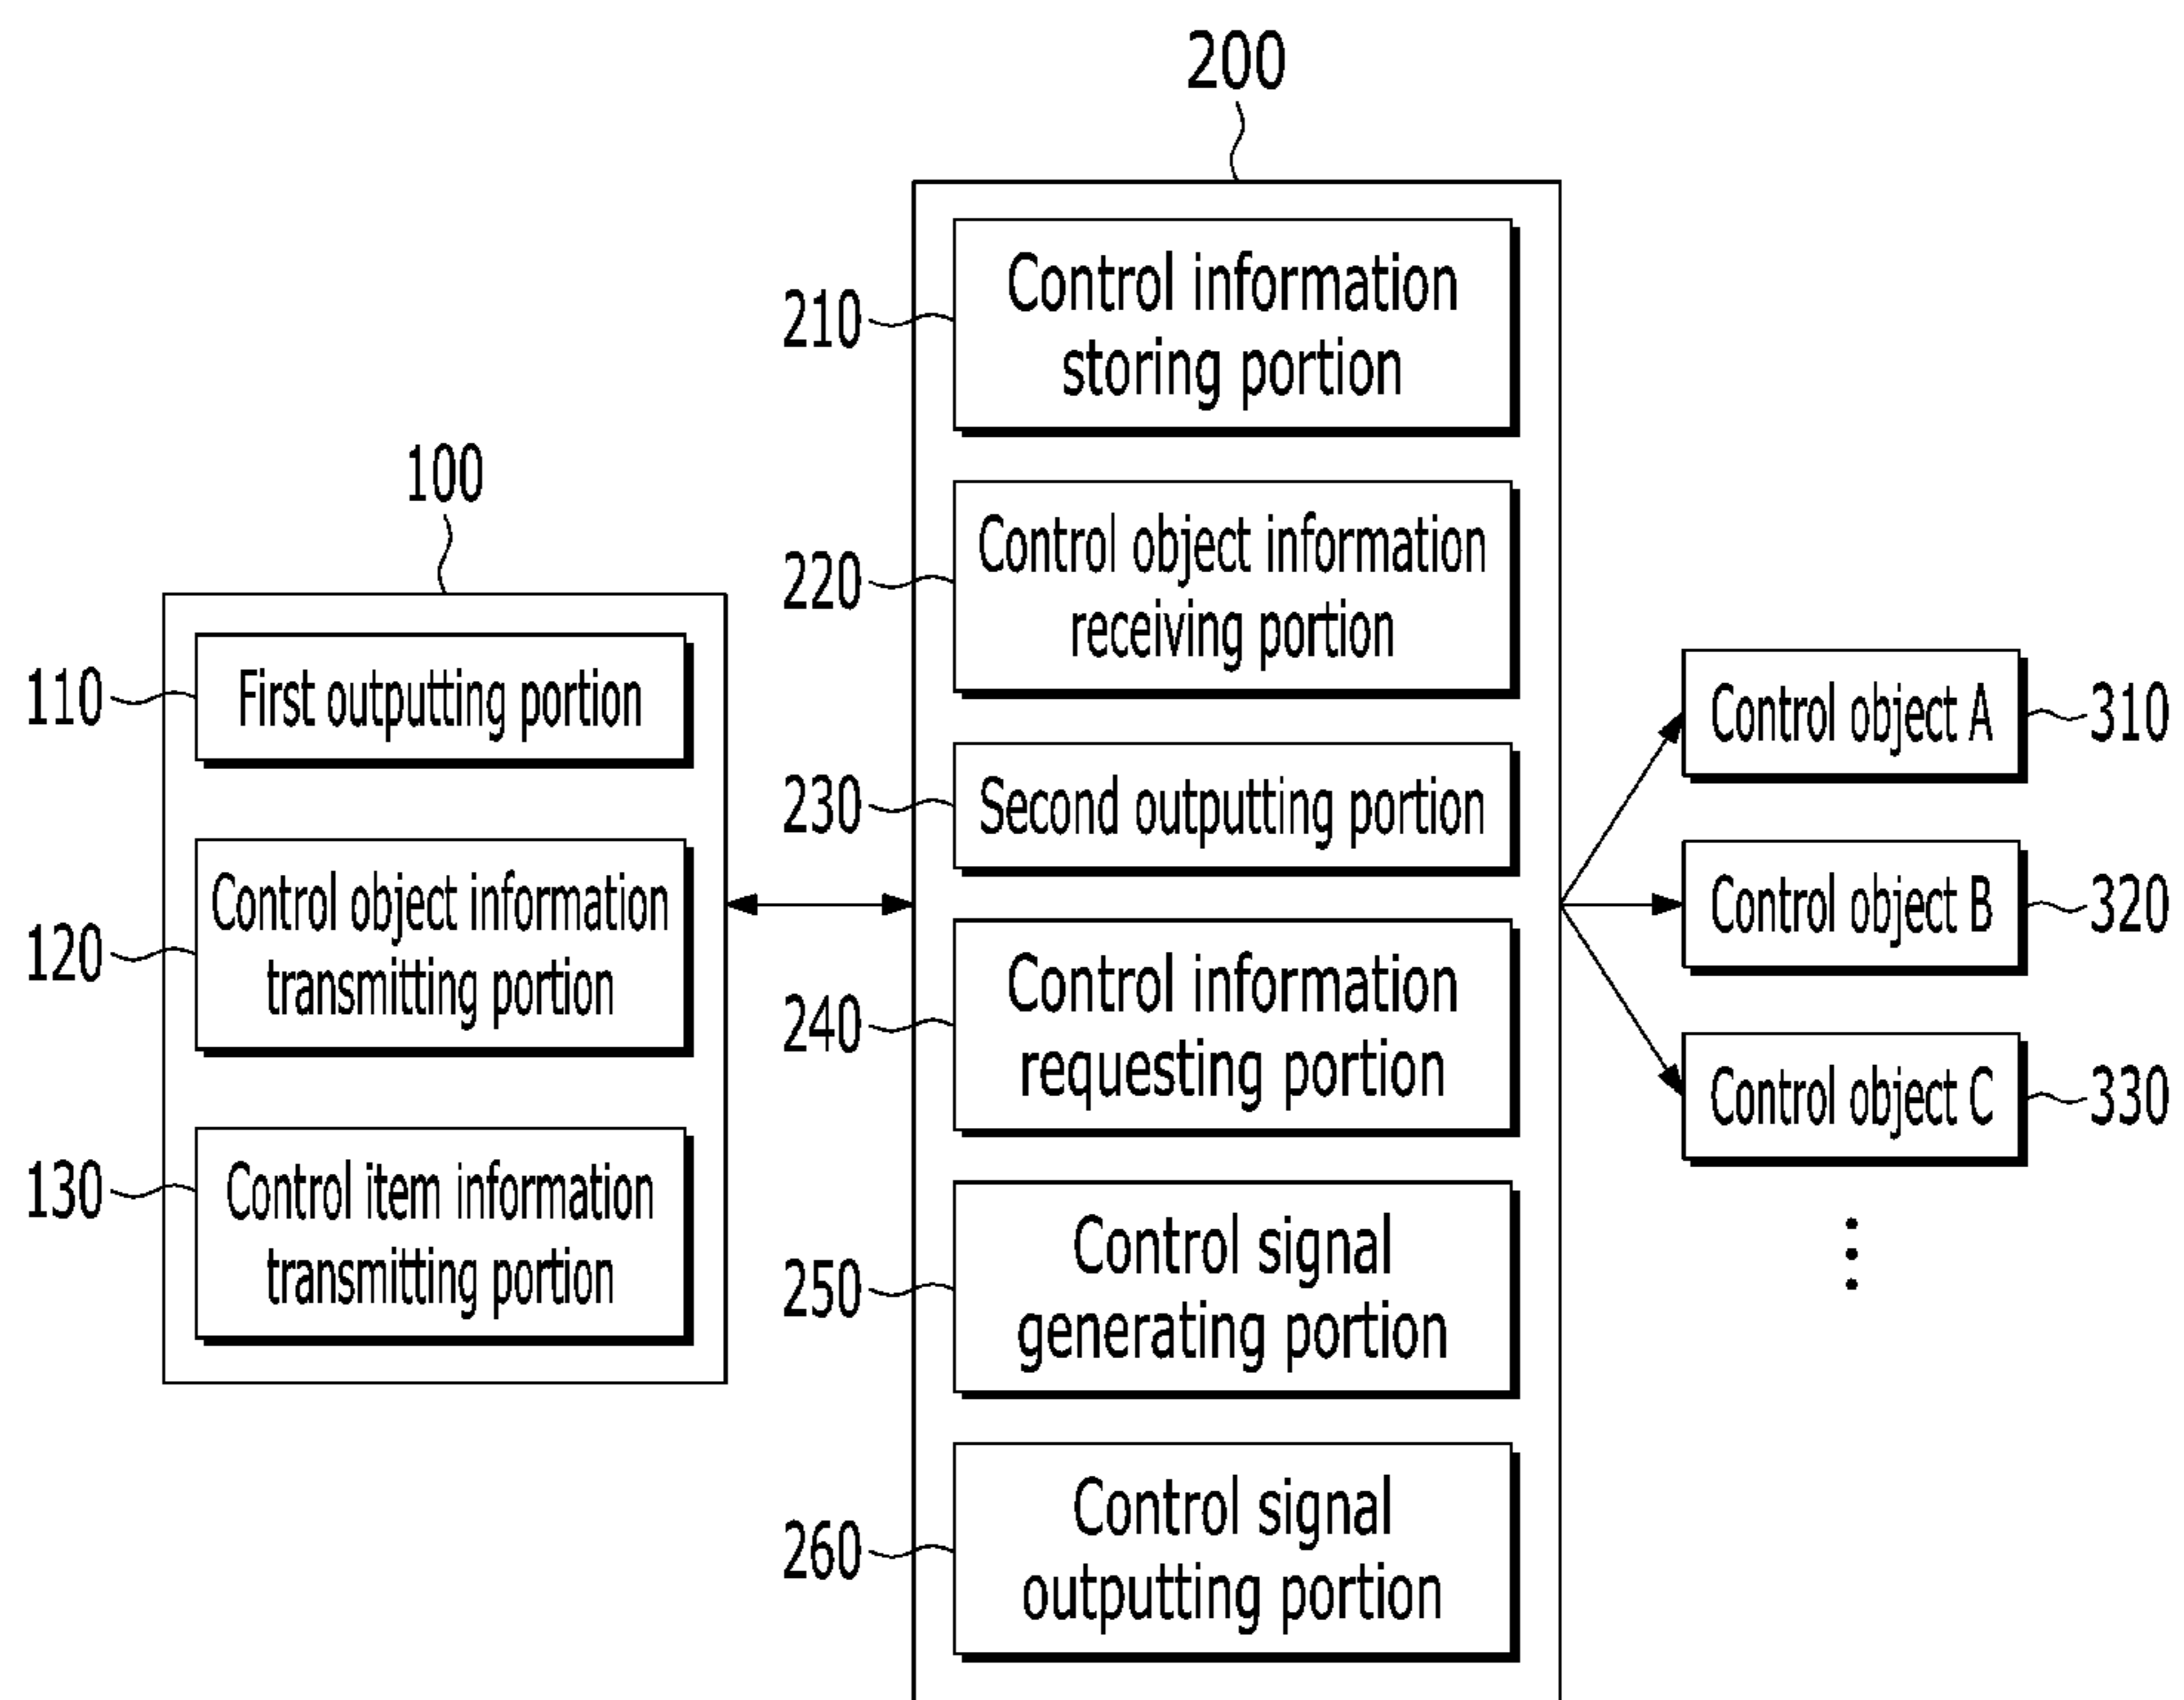 100
110
First outputting portion
120
Control object information
transmitting portion
130
Control item information
transmitting portion
200
210
Control information
storing portion
220
Control object information
receiving portion
230
Second outputting portion
240
Control information
requesting portion
250
Control signal
generating portion
260
Control signal
outputting portion
Control object A
310
Control object B
320
Control object C
330